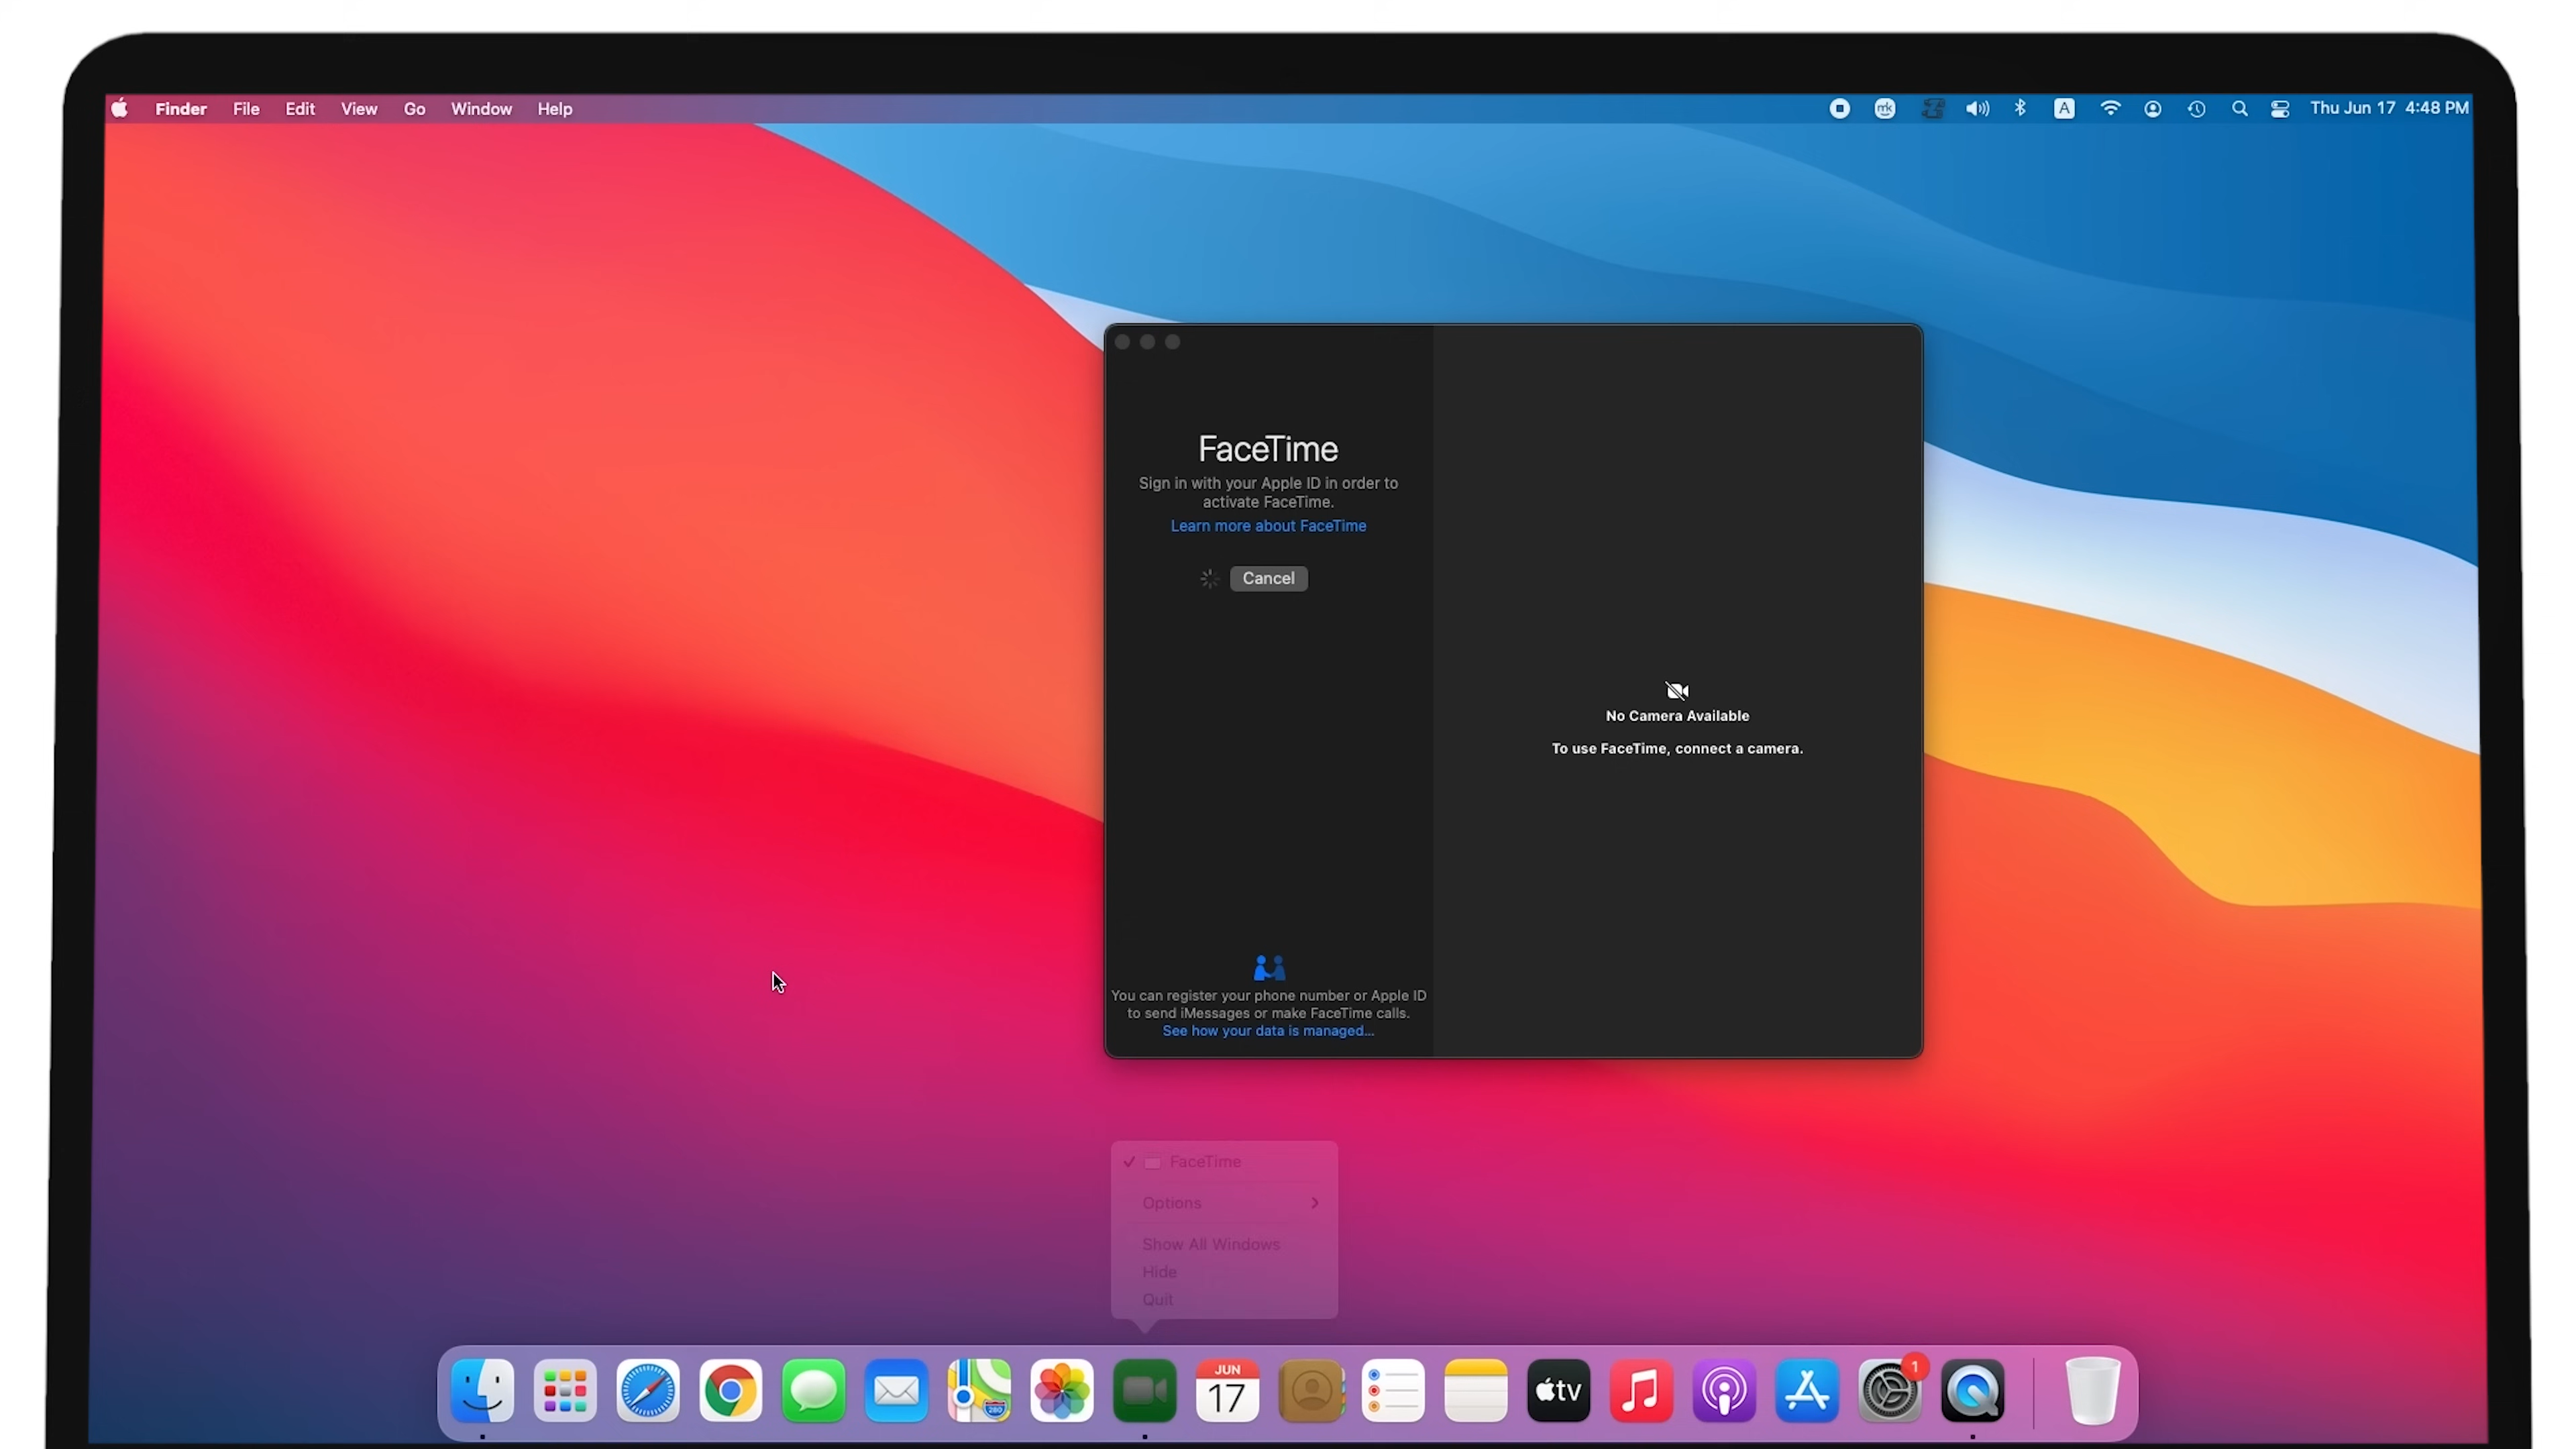 Finder File Edit View Go Window Help
mk A Thu Jun 17 4:48 PM
FaceTime
Sign in with your Apple ID in order to
activate FaceTime.
Learn more about FaceTime
Cancel
No Camera Available
To use FaceTime, connect a camera.
You can register your phone number or Apple ID
to send iMessages or make FaceTime calls.
See how your data is managed...
✓ FaceTime
Options
Show All Windows
Hide
Quit
280
JUN
17
tv
1